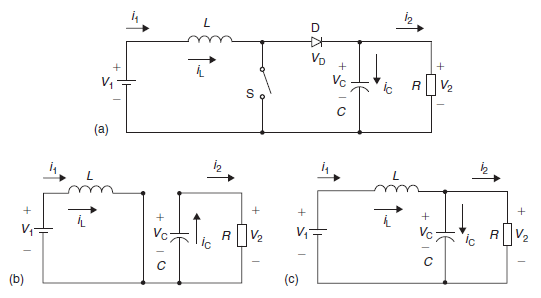 i1 L D i2
VD
iL
+ + +
V1 S VC iC R V2
− − −
C
(a)
i1 L i2 i1 L i2
+ iL + + + iL + +
V1 VC iC R V2 V1 VC iC R V2
− − − − − −
C C
(b) (c)